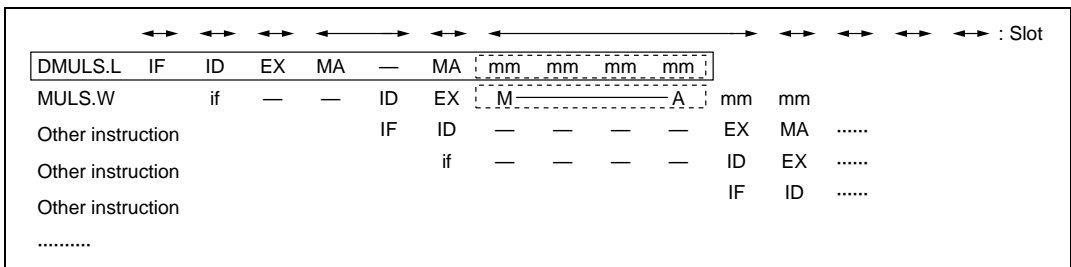 : Slot
DMULS.L IF ID EX MA — MA mm mm mm mm
MULS.W if — — ID EX M A mm mm
Other instruction IF ID — — — — EX MA ......
Other instruction if — — — — ID EX ......
Other instruction IF ID ......
..........